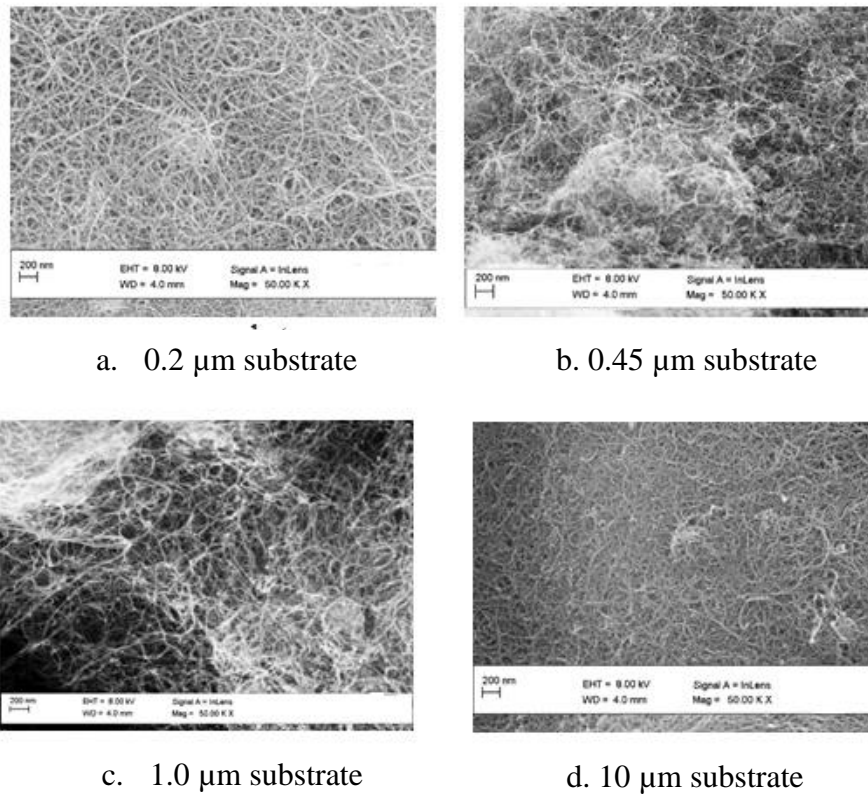 200 nm EHT = 8.00 kV Signal A = InLens
WD = 4.0 mm Mag = 50.00 K X
200 nm EHT = 8.00 kV Signal A = InLens
WD = 4.0 mm Mag = 50.00 K X
a. 0.2 µm substrate
b. 0.45 µm substrate
200 nm EHT = 8.00 kV Signal A = InLens
WD = 4.0 mm Mag = 50.00 K X
200 nm EHT = 8.00 kV Signal A = InLens
WD = 4.0 mm Mag = 50.00 K X
c. 1.0 µm substrate
d. 10 µm substrate